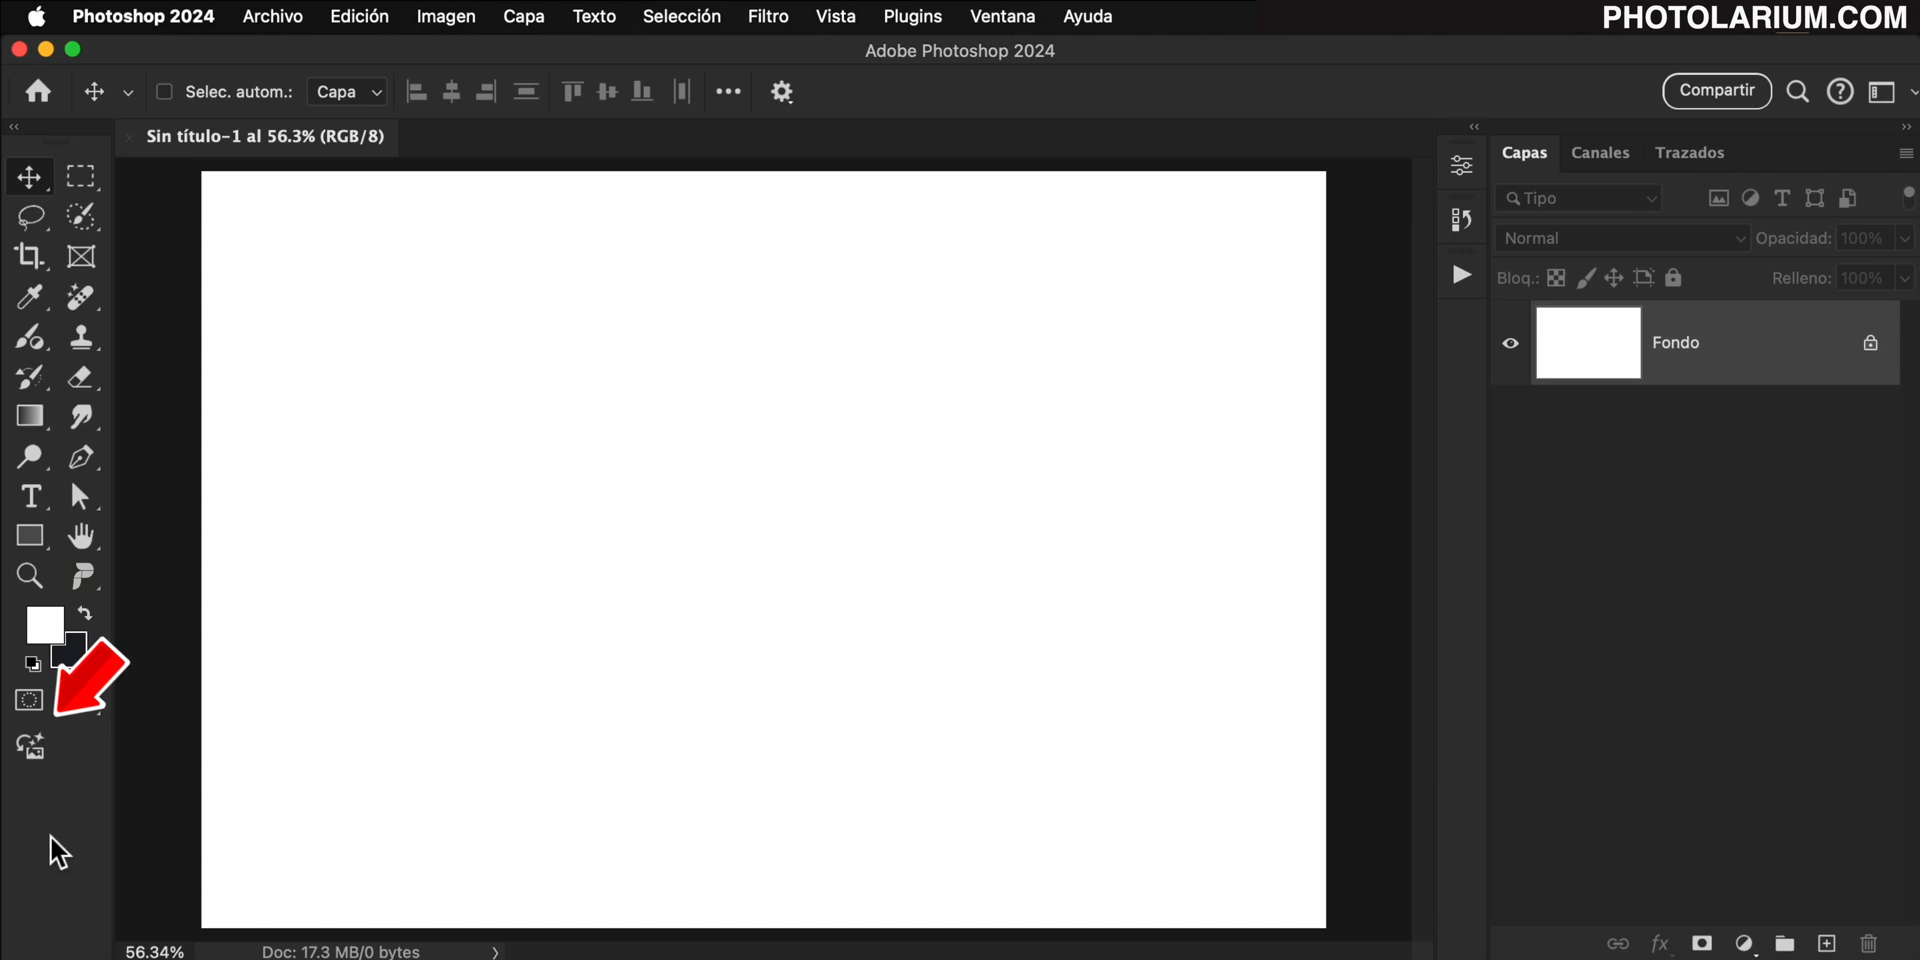 Photoshop 2024 Archivo Edición Imagen Capa Texto Selección Filtro Vista Plugins Ventana Ayuda PHOTOLARIUM.COM
Adobe Photoshop 2024
Selec. autom.: Capa Compartir
Sin título-1 al 56.3% (RGB/8)
Capas Canales Trazados
Tipo
Normal Opacidad: 100%
Bloq.: Relleno: 100%
Fondo
56.34% Doc: 17.3 MB/0 bytes
fx